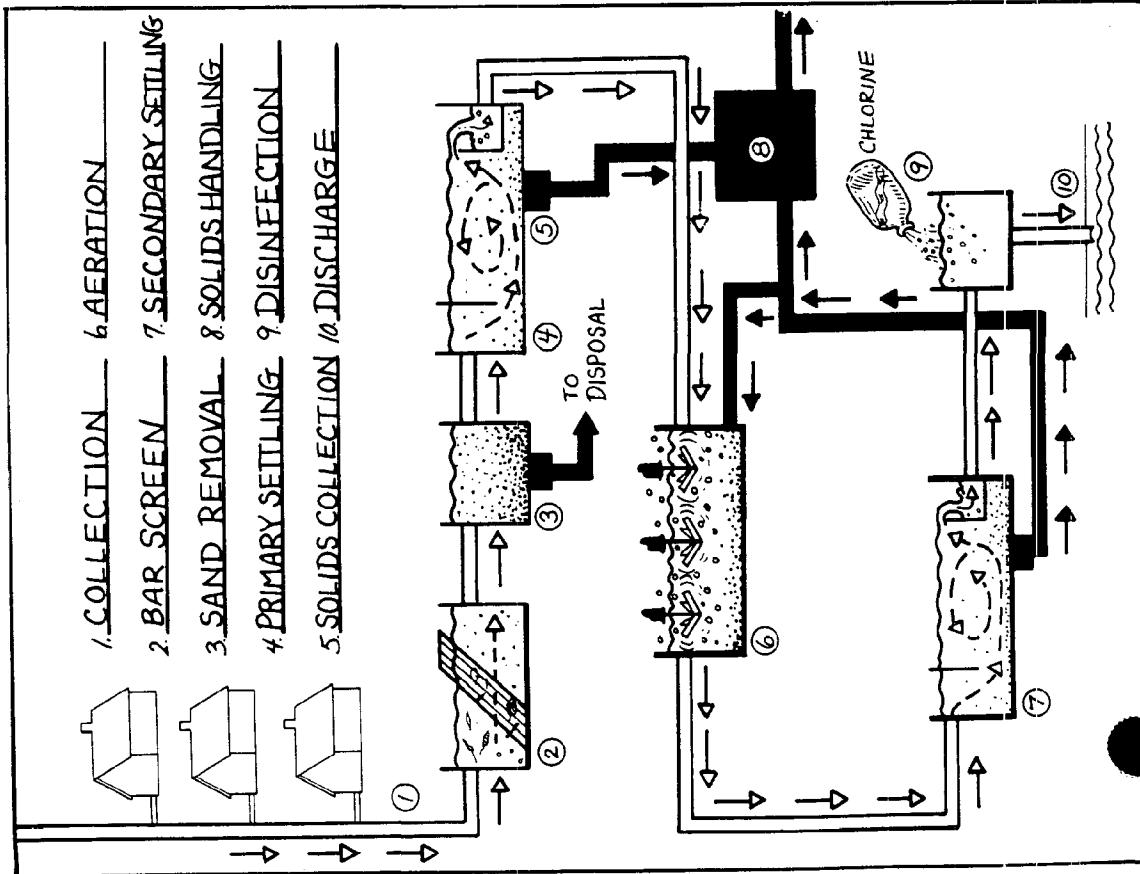 1. COLLECTION
2. BAR SCREEN
3. SAND REMOVAL
4. PRIMARY SETTLING
5. SOLIDS COLLECTION
6. AERATION
7. SECONDARY SETTLING
8. SOLIDS HANDLING
9. DISINFECTION
10. DISCHARGE
①
②
③
TO
DISPOSAL
④
⑤
⑥
⑦
⑧
CHLORINE
⑨
⑩